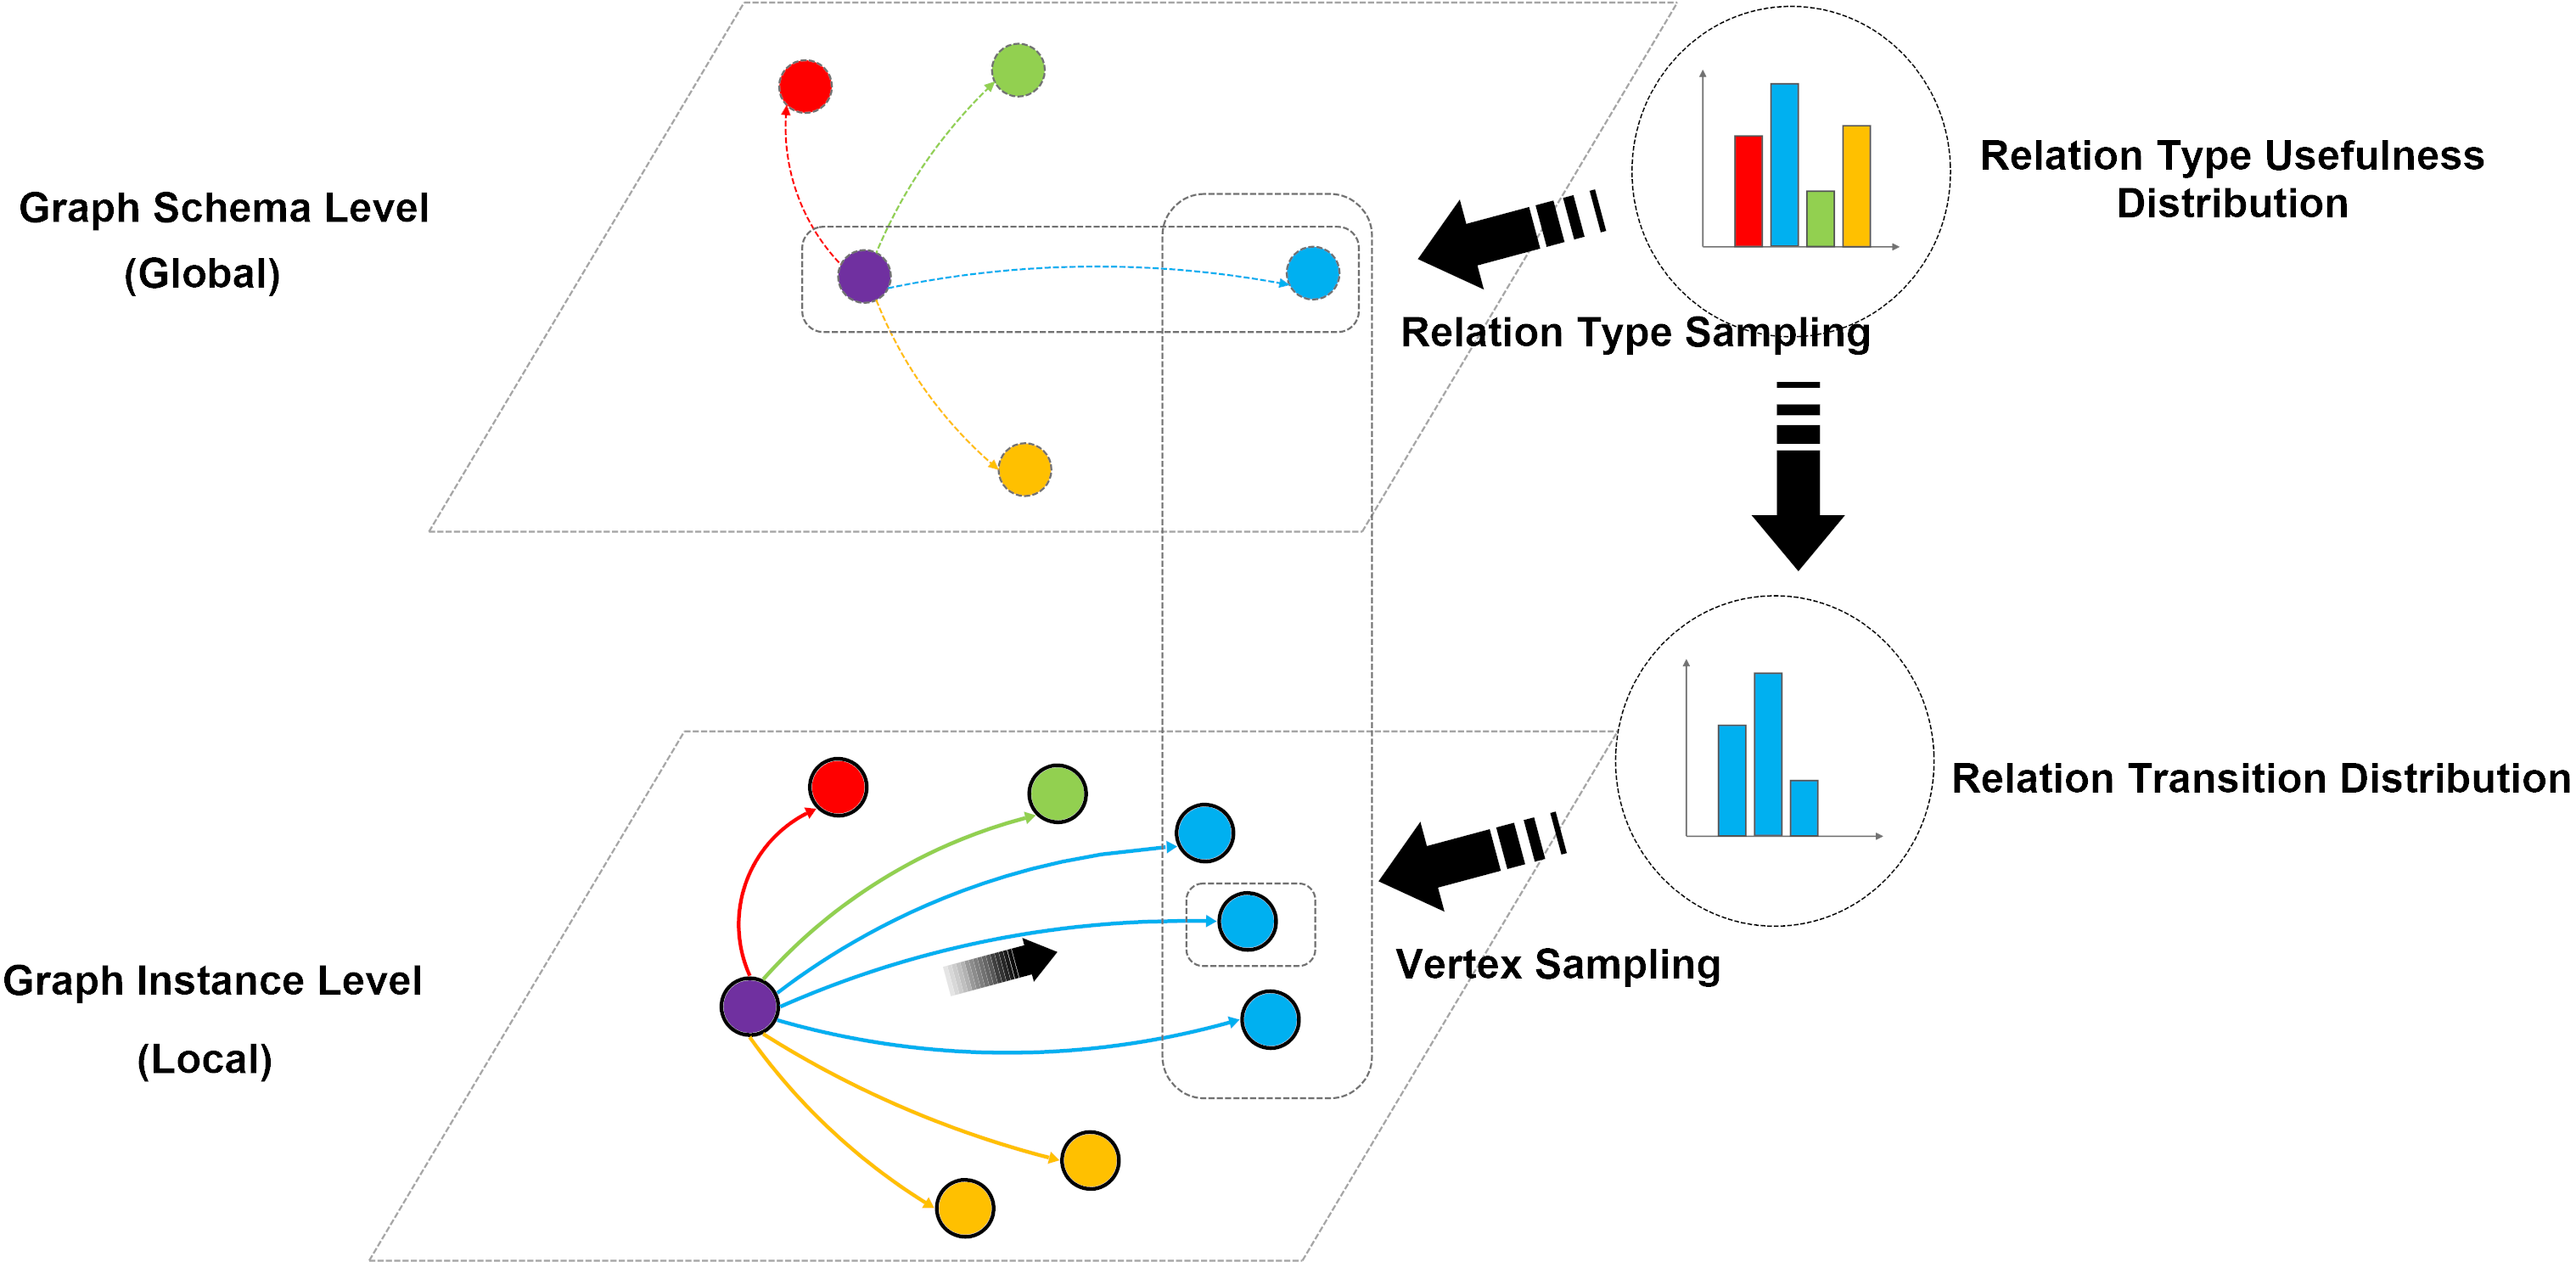 Relation Type Usefulness
Distribution
Graph Schema Level
(Global)
Relation Type Sampling
Relation Transition Distribution
Vertex Sampling
Graph Instance Level
(Local)